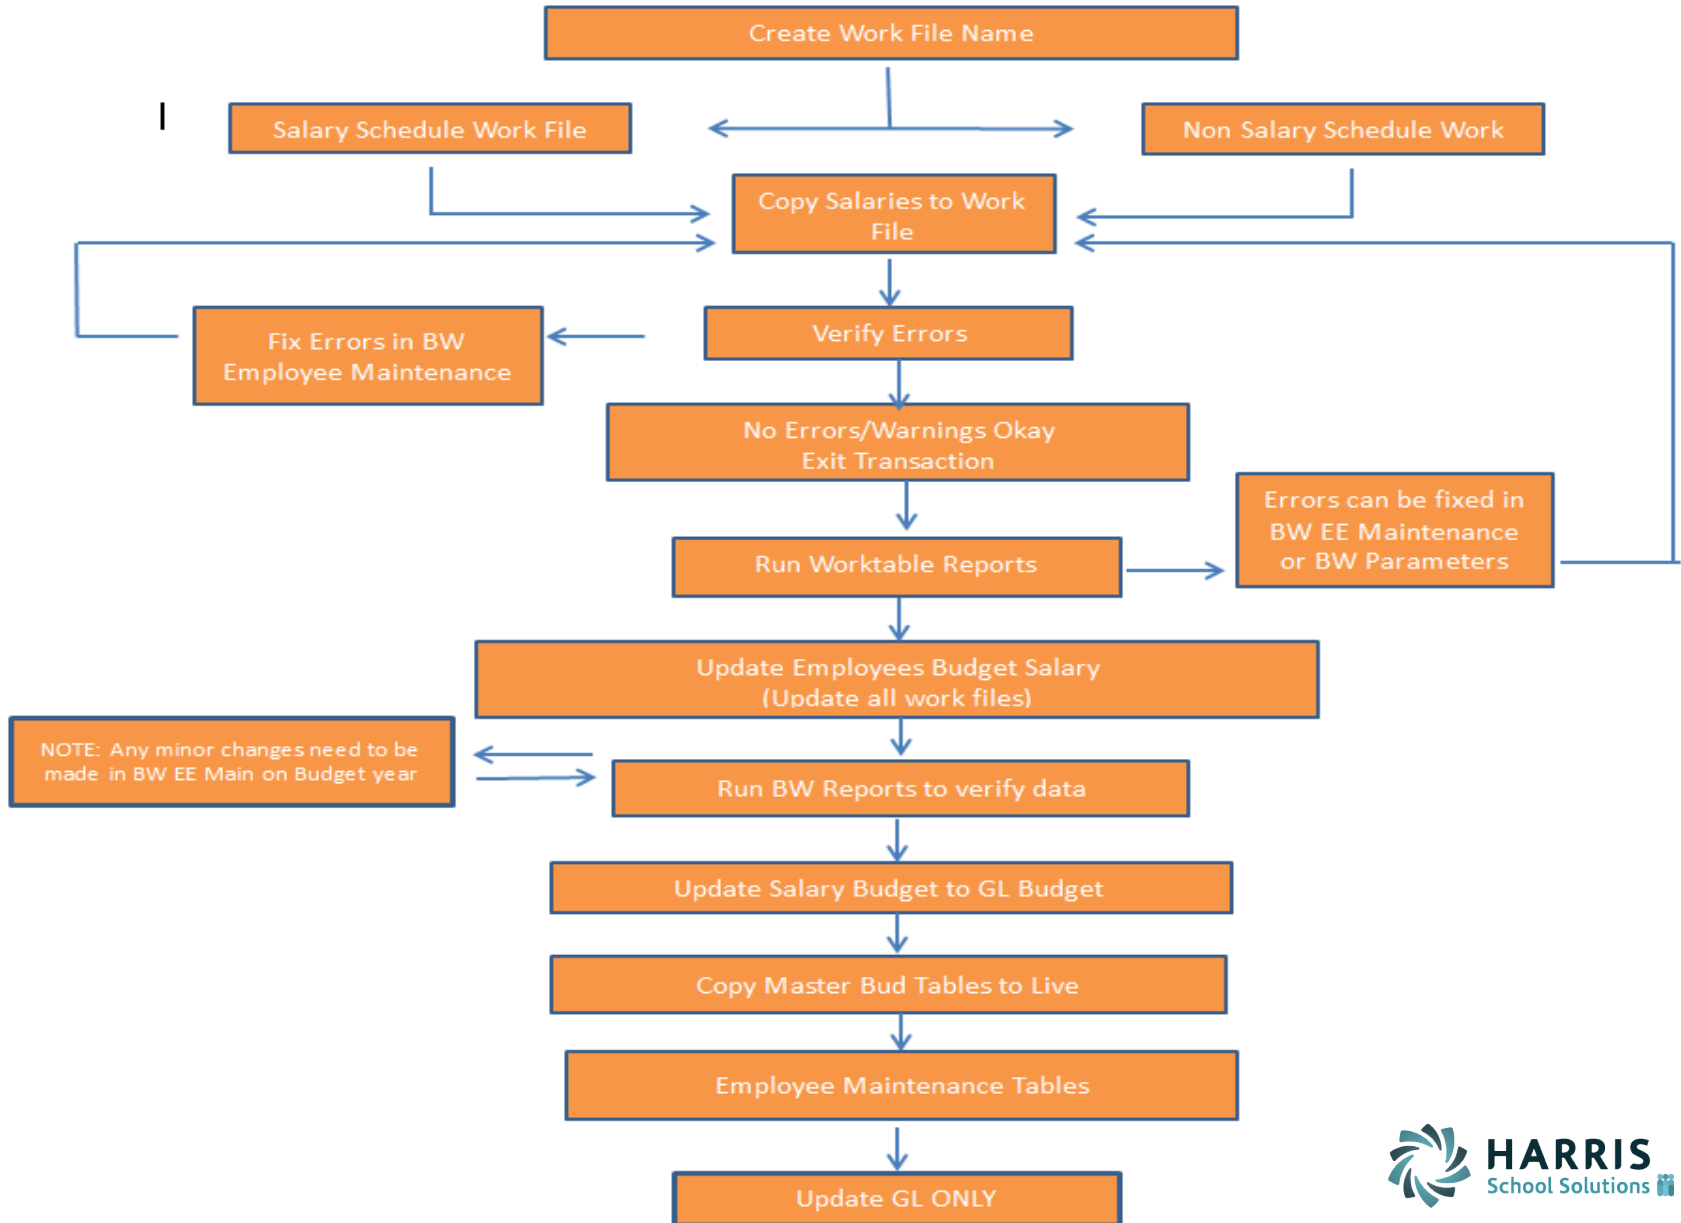 Create Work File Name
Salary Schedule Work File
Non Salary Schedule Work
Copy Salaries to Work
File
Fix Errors in BW
Employee Maintenance
Verify Errors
No Errors/Warnings Okay
Exit Transaction
Errors can be fixed in
BW EE Maintenance
or BW Parameters
Run Worktable Reports
Update Employees Budget Salary
(Update all work files)
NOTE: Any minor changes need to be
made in BW EE Main on Budget year
Run BW Reports to verify data
Update Salary Budget to GL Budget
Copy Master Bud Tables to Live
Employee Maintenance Tables
Update GL ONLY
HARRIS
School Solutions